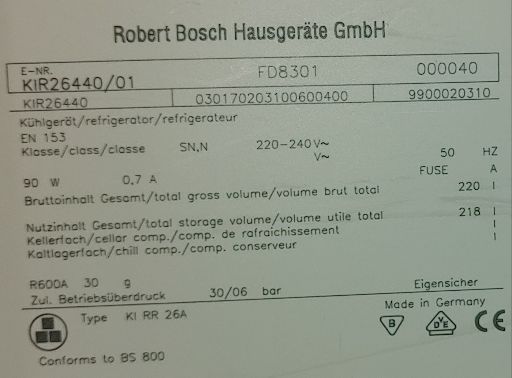 Robert Bosch Hausgeräte GmbH
E-NR. KIR26440/01 FD8301 000040
KIR26440 030170203100600400 9900020310
Kühlgerät/refrigerator/refrigerateur
EN 153
Klasse/class/classe SN,N 220-240V~ 50 HZ
V~ FUSE A
90 W 0.7 A
Bruttoinhalt Gesamt/total gross volume/volume brut total 220 l
Nutzinhalt Gesamt/total storage volume/volume utile total 218 l
Kellerfach/cellar comp./comp. de rafraichissement l
Kaltlagerfach/chill comp./comp. conserveur l
R600A 30 g Eigensicher
Zul. Betriebsüberdruck 30/06 bar Made in Germany
Type KI RR 26A
B DVE CE
Conforms to BS 800